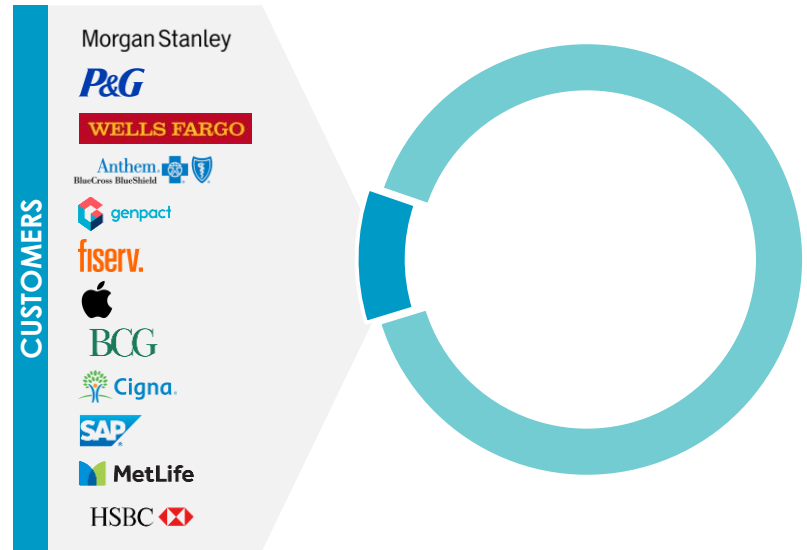 CUSTOMERS
Morgan Stanley
P&G
WELLS FARGO
Anthem.
BlueCross BlueShield
genpact
fiserv.
BCG
Cigna.
SAP
MetLife
HSBC